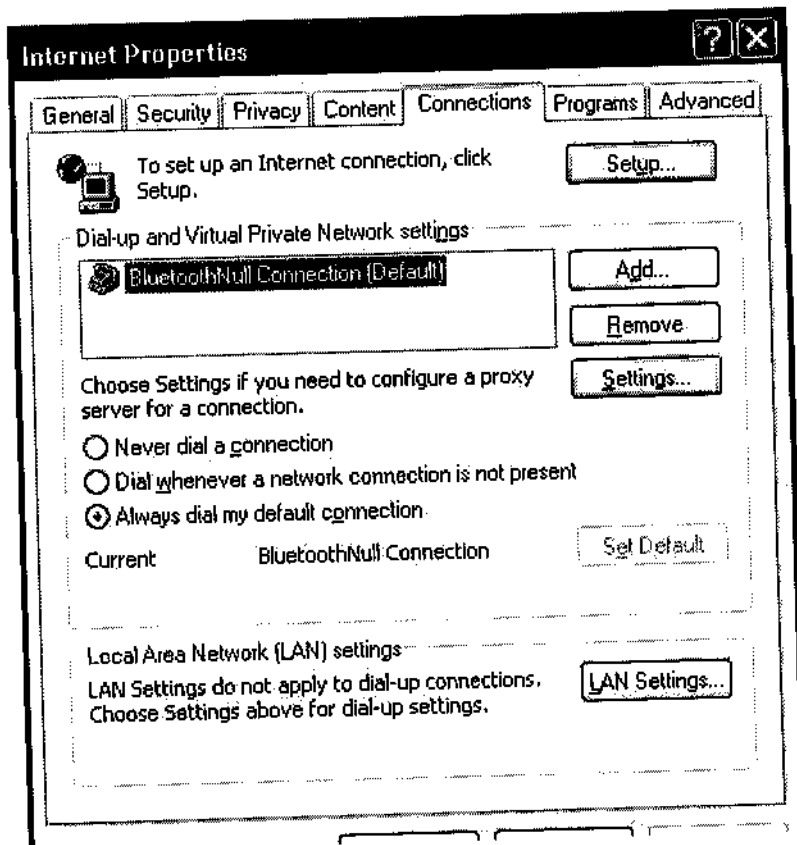 Internet Properties
General Security Privacy Content Connections Programs Advanced
To set up an Internet connection, click
Setup.
Setup...
Dial-up and Virtual Private Network settings
BluetoothNull Connection (Default)
Add...
Remove
Choose Settings if you need to configure a proxy
server for a connection.
Settings...
Never dial a connection
Dial whenever a network connection is not present
Always dial my default connection
Current BluetoothNull Connection Set Default
Local Area Network (LAN) settings
LAN Settings do not apply to dial-up connections.
Choose Settings above for dial-up settings.
LAN Settings...